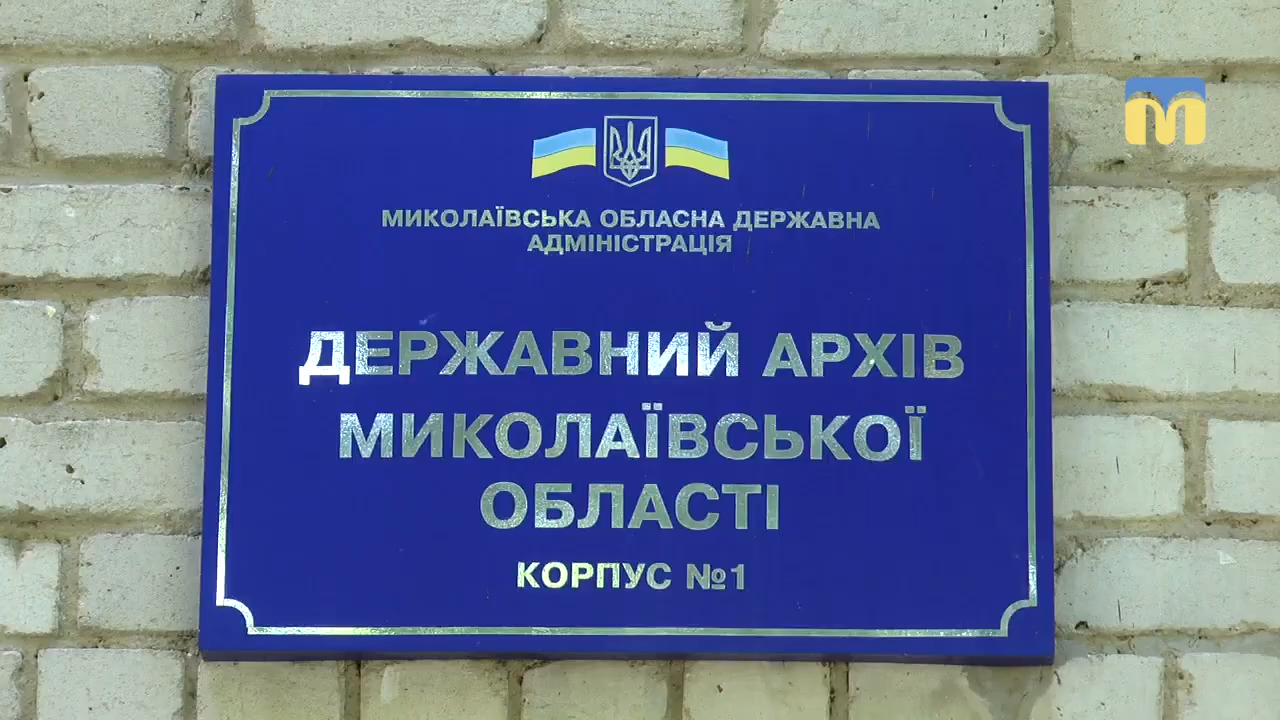 МИКОЛАЇВСЬКА ОБЛАСНА ДЕРЖАВНА
АДМІНІСТРАЦІЯ
ДЕРЖАВНИЙ АРХІВ
МИКОЛАЇВСЬКОЇ
ОБЛАСТІ
КОРПУС №1